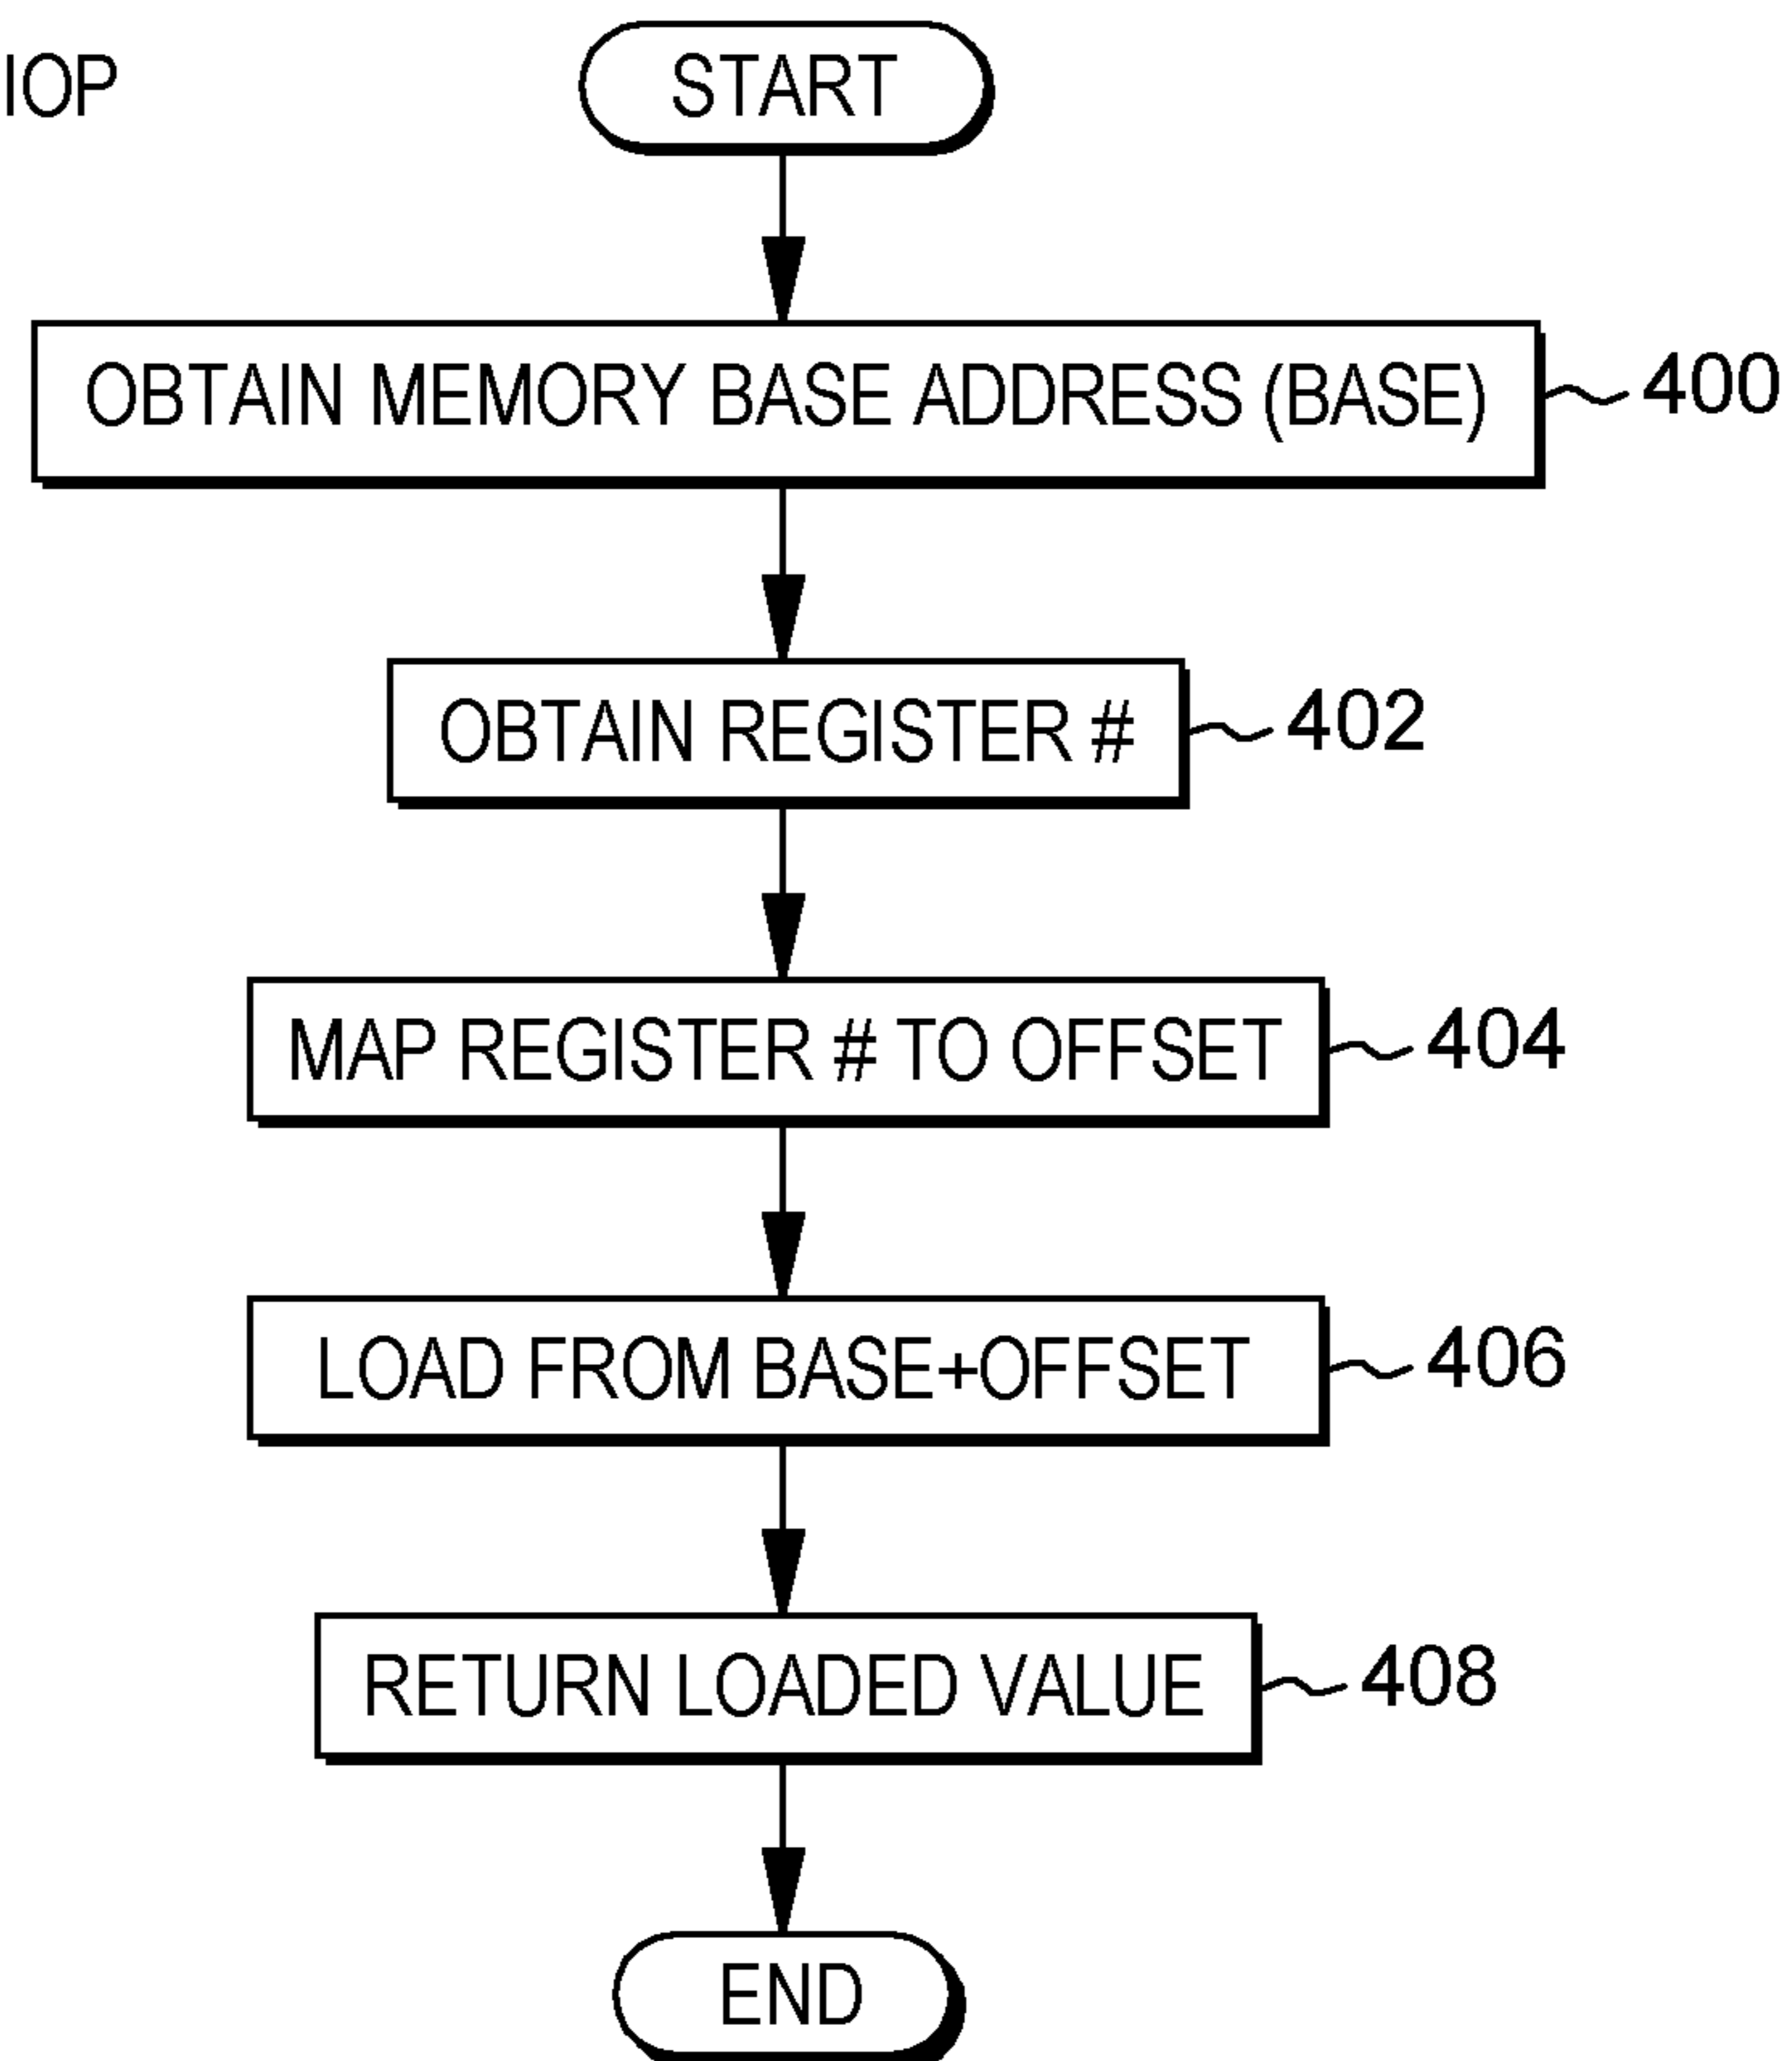 IOP
START
OBTAIN MEMORY BASE ADDRESS (BASE)
400
OBTAIN REGISTER #
402
MAP REGISTER # TO OFFSET
404
LOAD FROM BASE+OFFSET
406
RETURN LOADED VALUE
408
END